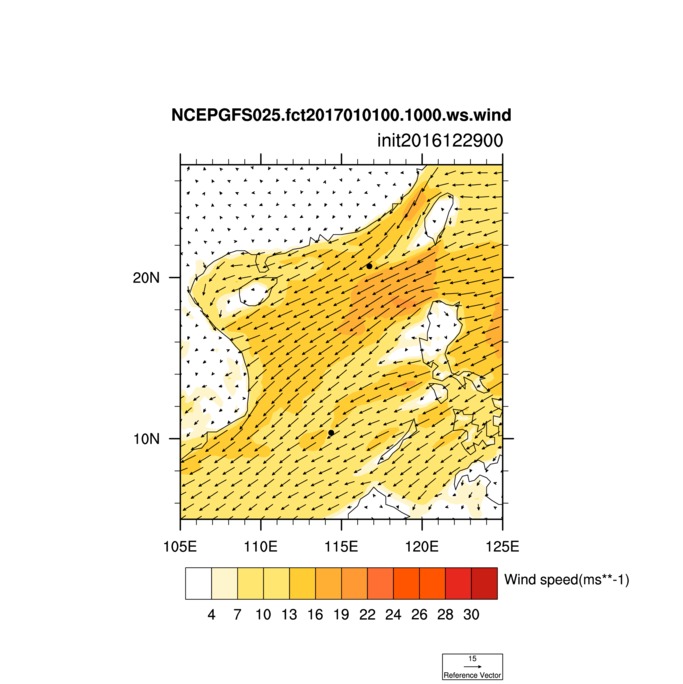 NCEPGFS025.fct2017010100.1000.ws.wind
init2016122900
20N
10N
105E 110E 115E 120E 125E
Wind speed(ms**-1)
4 7 10 13 16 19 22 24 26 28 30
15
Reference Vector